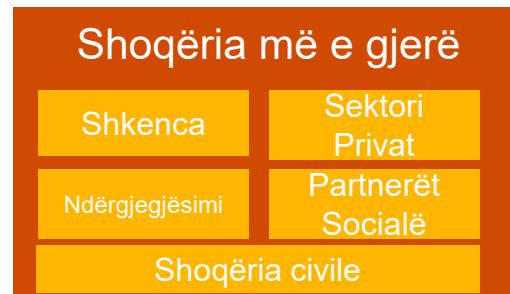 Shoqëria më e gjerë
Shkenca
Sektori
Privat
Ndërgjegjësimi
Partnerët
Socialë
Shoqëria civile